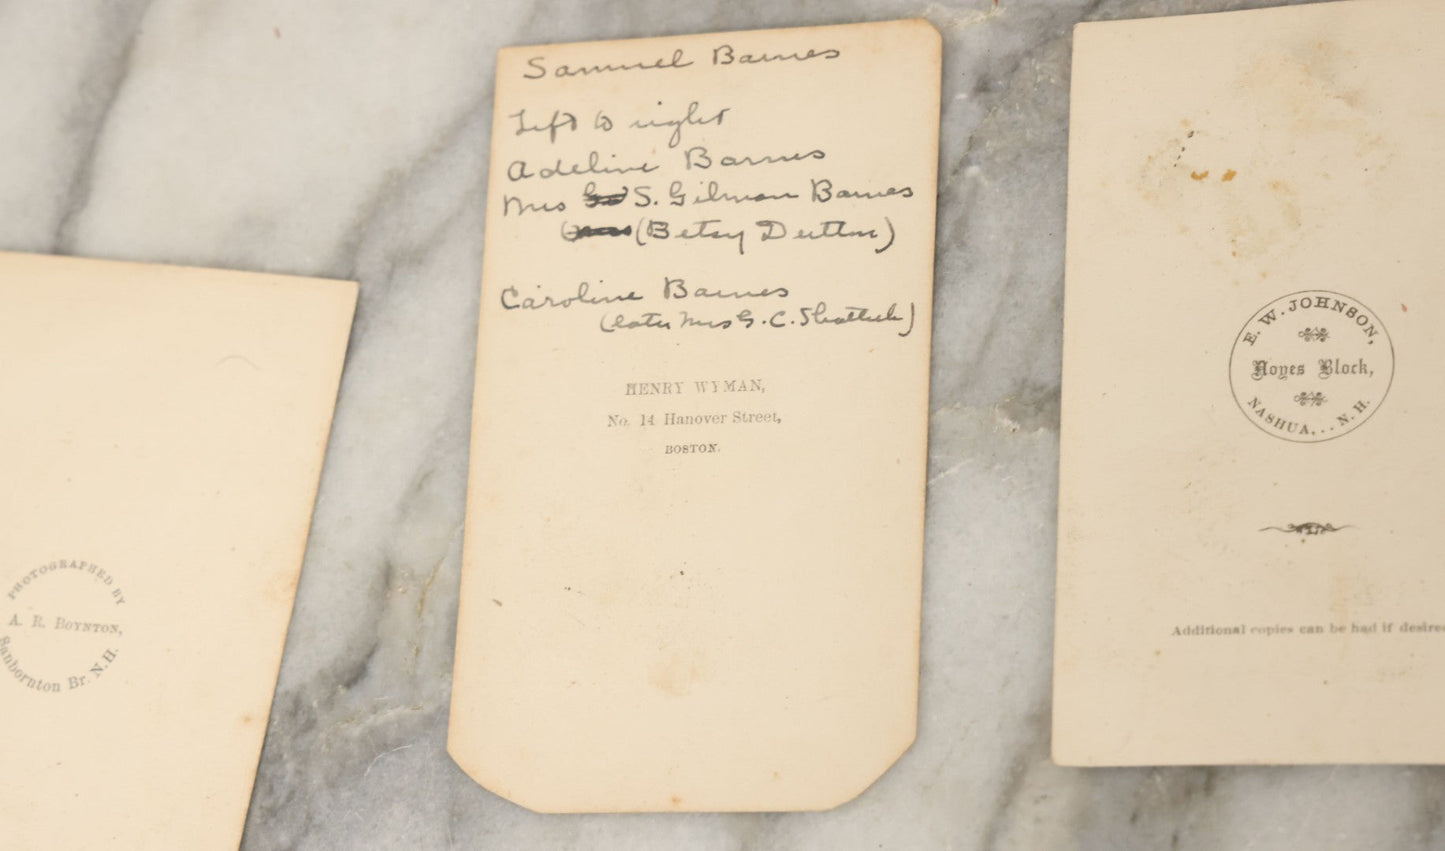 PHOTOGRAPHED BY
A. R. BOYNTON,
Sanbornton Br. N.H.
Samuel Barnes
Left to right
Adeline Barnes
Mrs S. Gilman Barnes
(Betsy Dutton)
Caroline Barnes
(later Mrs G. C. Shattuck)
HENRY WYMAN,
No. 14 Hanover Street,
BOSTON.
E. W. JOHNSON,
Noyes Block,
NASHUA, . . N. H.
Additional copies can be had if desired